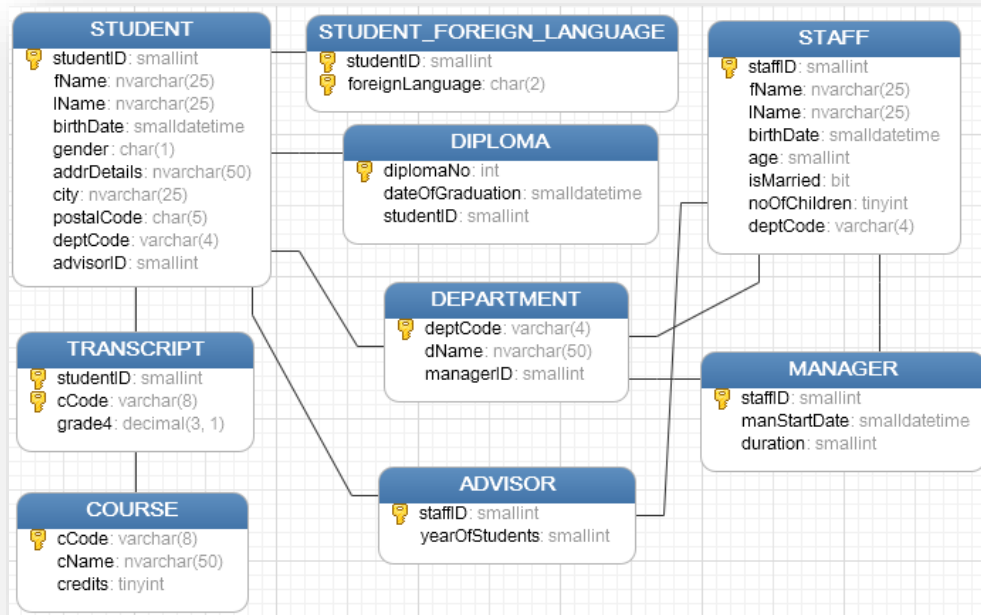 STUDENT
studentID: smallint
fName: nvarchar(25)
lName: nvarchar(25)
birthDate: smalldatetime
gender: char(1)
addrDetails: nvarchar(50)
city: nvarchar(25)
postalCode: char(5)
deptCode: varchar(4)
advisorID: smallint
STUDENT_FOREIGN_LANGUAGE
studentID: smallint
foreignLanguage: char(2)
STAFF
staffID: smallint
fName: nvarchar(25)
lName: nvarchar(25)
birthDate: smalldatetime
age: smallint
isMarried: bit
noOfChildren: tinyint
deptCode: varchar(4)
DIPLOMA
diplomaNo: int
dateOfGraduation: smalldatetime
studentID: smallint
DEPARTMENT
deptCode: varchar(4)
dName: nvarchar(50)
managerID: smallint
TRANSCRIPT
studentID: smallint
cCode: varchar(8)
grade4: decimal(3, 1)
MANAGER
staffID: smallint
manStartDate: smalldatetime
duration: smallint
ADVISOR
staffID: smallint
yearOfStudents: smallint
COURSE
cCode: varchar(8)
cName: nvarchar(50)
credits: tinyint